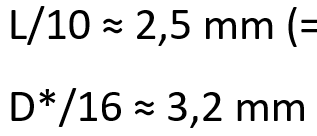 L/10 ≈ 2,5 mm (=
D*/16 ≈ 3,2 mm